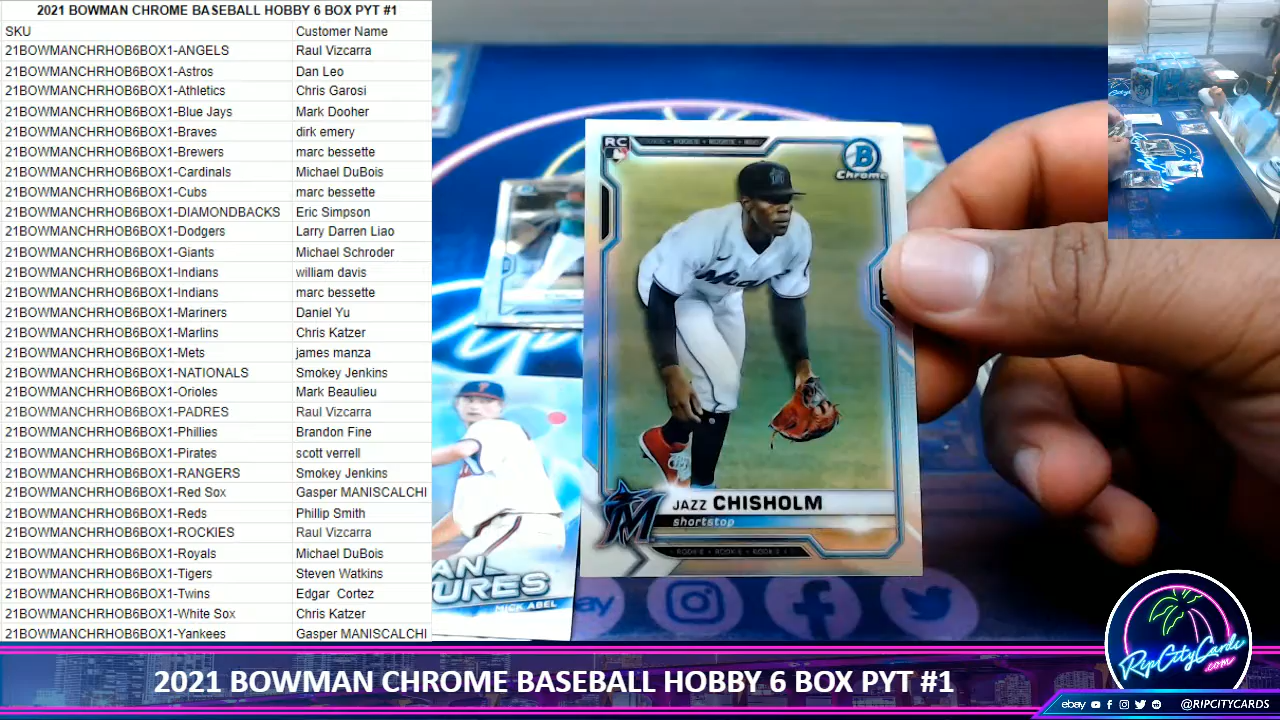 2021 BOWMAN CHROME BASEBALL HOBBY 6 BOX PYT #1
SKU Customer Name
21BOWMANCHRHOB6BOX1-ANGELS Raul Vizcarra
21BOWMANCHRHOB6BOX1-Astros Dan Leo
21BOWMANCHRHOB6BOX1-Athletics Chris Garosi
21BOWMANCHRHOB6BOX1-Blue Jays Mark Dooher
21BOWMANCHRHOB6BOX1-Braves dirk emery
21BOWMANCHRHOB6BOX1-Brewers marc bessette
21BOWMANCHRHOB6BOX1-Cardinals Michael DuBois
21BOWMANCHRHOB6BOX1-Cubs marc bessette
21BOWMANCHRHOB6BOX1-DIAMONDBACKS Eric Simpson
21BOWMANCHRHOB6BOX1-Dodgers Larry Darren Liao
21BOWMANCHRHOB6BOX1-Giants Michael Schroder
21BOWMANCHRHOB6BOX1-Indians william davis
21BOWMANCHRHOB6BOX1-Indians marc bessette
21BOWMANCHRHOB6BOX1-Mariners Daniel Yu
21BOWMANCHRHOB6BOX1-Marlins Chris Katzer
21BOWMANCHRHOB6BOX1-Mets james manza
21BOWMANCHRHOB6BOX1-NATIONALS Smokey Jenkins
21BOWMANCHRHOB6BOX1-Orioles Mark Beaulieu
21BOWMANCHRHOB6BOX1-PADRES Raul Vizcarra
21BOWMANCHRHOB6BOX1-Phillies Brandon Fine
21BOWMANCHRHOB6BOX1-Pirates scott verrell
21BOWMANCHRHOB6BOX1-RANGERS Smokey Jenkins
21BOWMANCHRHOB6BOX1-Red Sox Gasper MANISCALCHI
21BOWMANCHRHOB6BOX1-Reds Phillip Smith
21BOWMANCHRHOB6BOX1-ROCKIES Raul Vizcarra
21BOWMANCHRHOB6BOX1-Royals Michael DuBois
21BOWMANCHRHOB6BOX1-Tigers Steven Watkins
21BOWMANCHRHOB6BOX1-Twins Edgar Cortez
21BOWMANCHRHOB6BOX1-White Sox Chris Katzer
21BOWMANCHRHOB6BOX1-Yankees Gasper MANISCALCHI
RC
B
Chrome
Miami
M
JAZZ CHISHOLM
shortstop
ROOKIE • ROOKIE • ROOKIE
MICK ABEL
RipCityCards
.com
2021 BOWMAN CHROME BASEBALL HOBBY 6 BOX PYT #1
ebay @RIPCITYCARDS